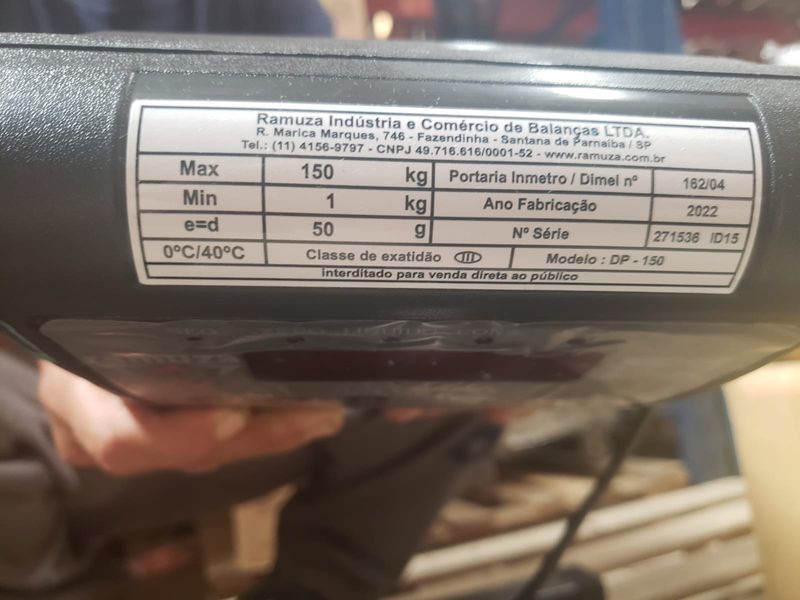 Ramuza Indústria e Comércio de Balanças LTDA.
R. Marica Marques, 746 - Fazendinha - Santana de Parnaíba / SP
Tel.: (11) 4156-9797 - CNPJ 49.716.616/0001-52 - www.ramuza.com.br
Max 150 kg Portaria Inmetro / Dimel nº 162/04
Min 1 kg Ano Fabricação 2022
e=d 50 g Nº Série 271536 ID15
0ºC/40ºC Classe de exatidão III Modelo : DP - 150
Interditado para venda direta ao público
ramuza